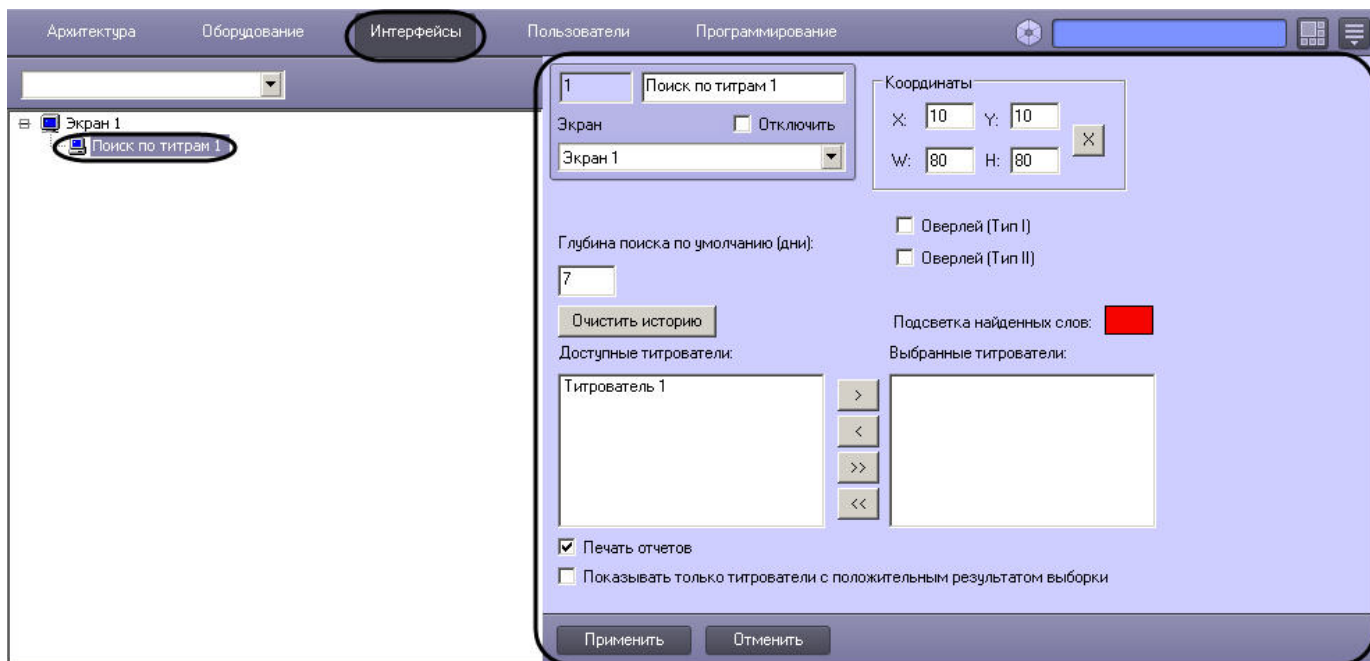 Архитектура Оборудование Интерфейсы Пользователи Программирование
Экран 1
Поиск по титрам 1
1 Поиск по титрам 1
Экран Отключить
Экран 1
Координаты
X: 10 Y: 10
W: 80 H: 80
X
Глубина поиска по умолчанию (дни):
7
Оверлей (Тип I)
Оверлей (Тип II)
Очистить историю
Подсветка найденных слов:
Доступные титрователи: Выбранные титрователи:
Титрователь 1
>
<
>>
<<
Печать отчетов
Показывать только титрователи с положительным результатом выборки
Применить Отменить